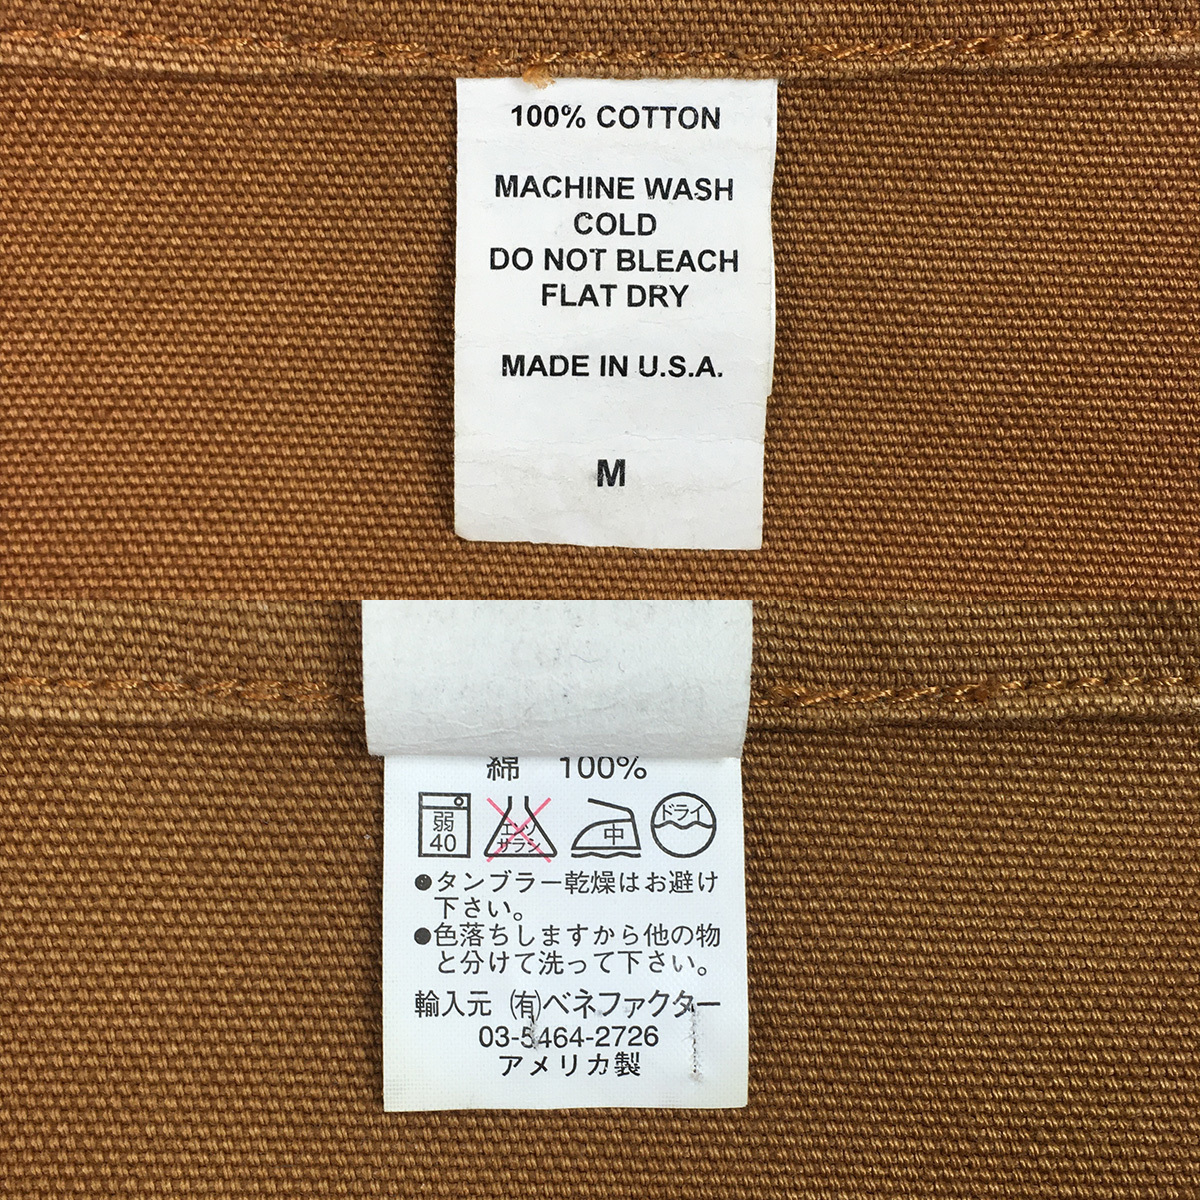 100% COTTON
MACHINE WASH
COLD
DO NOT BLEACH
FLAT DRY
MADE IN U.S.A.
M
綿 100%
弱
40
エンソ
サラシ
中
ドライ
●タンブラー乾燥はお避け
下さい。
●色落ちしますから他の物
と分けて洗って下さい。
輸入元 ㈲ベネファクター
03-5464-2726
アメリカ製